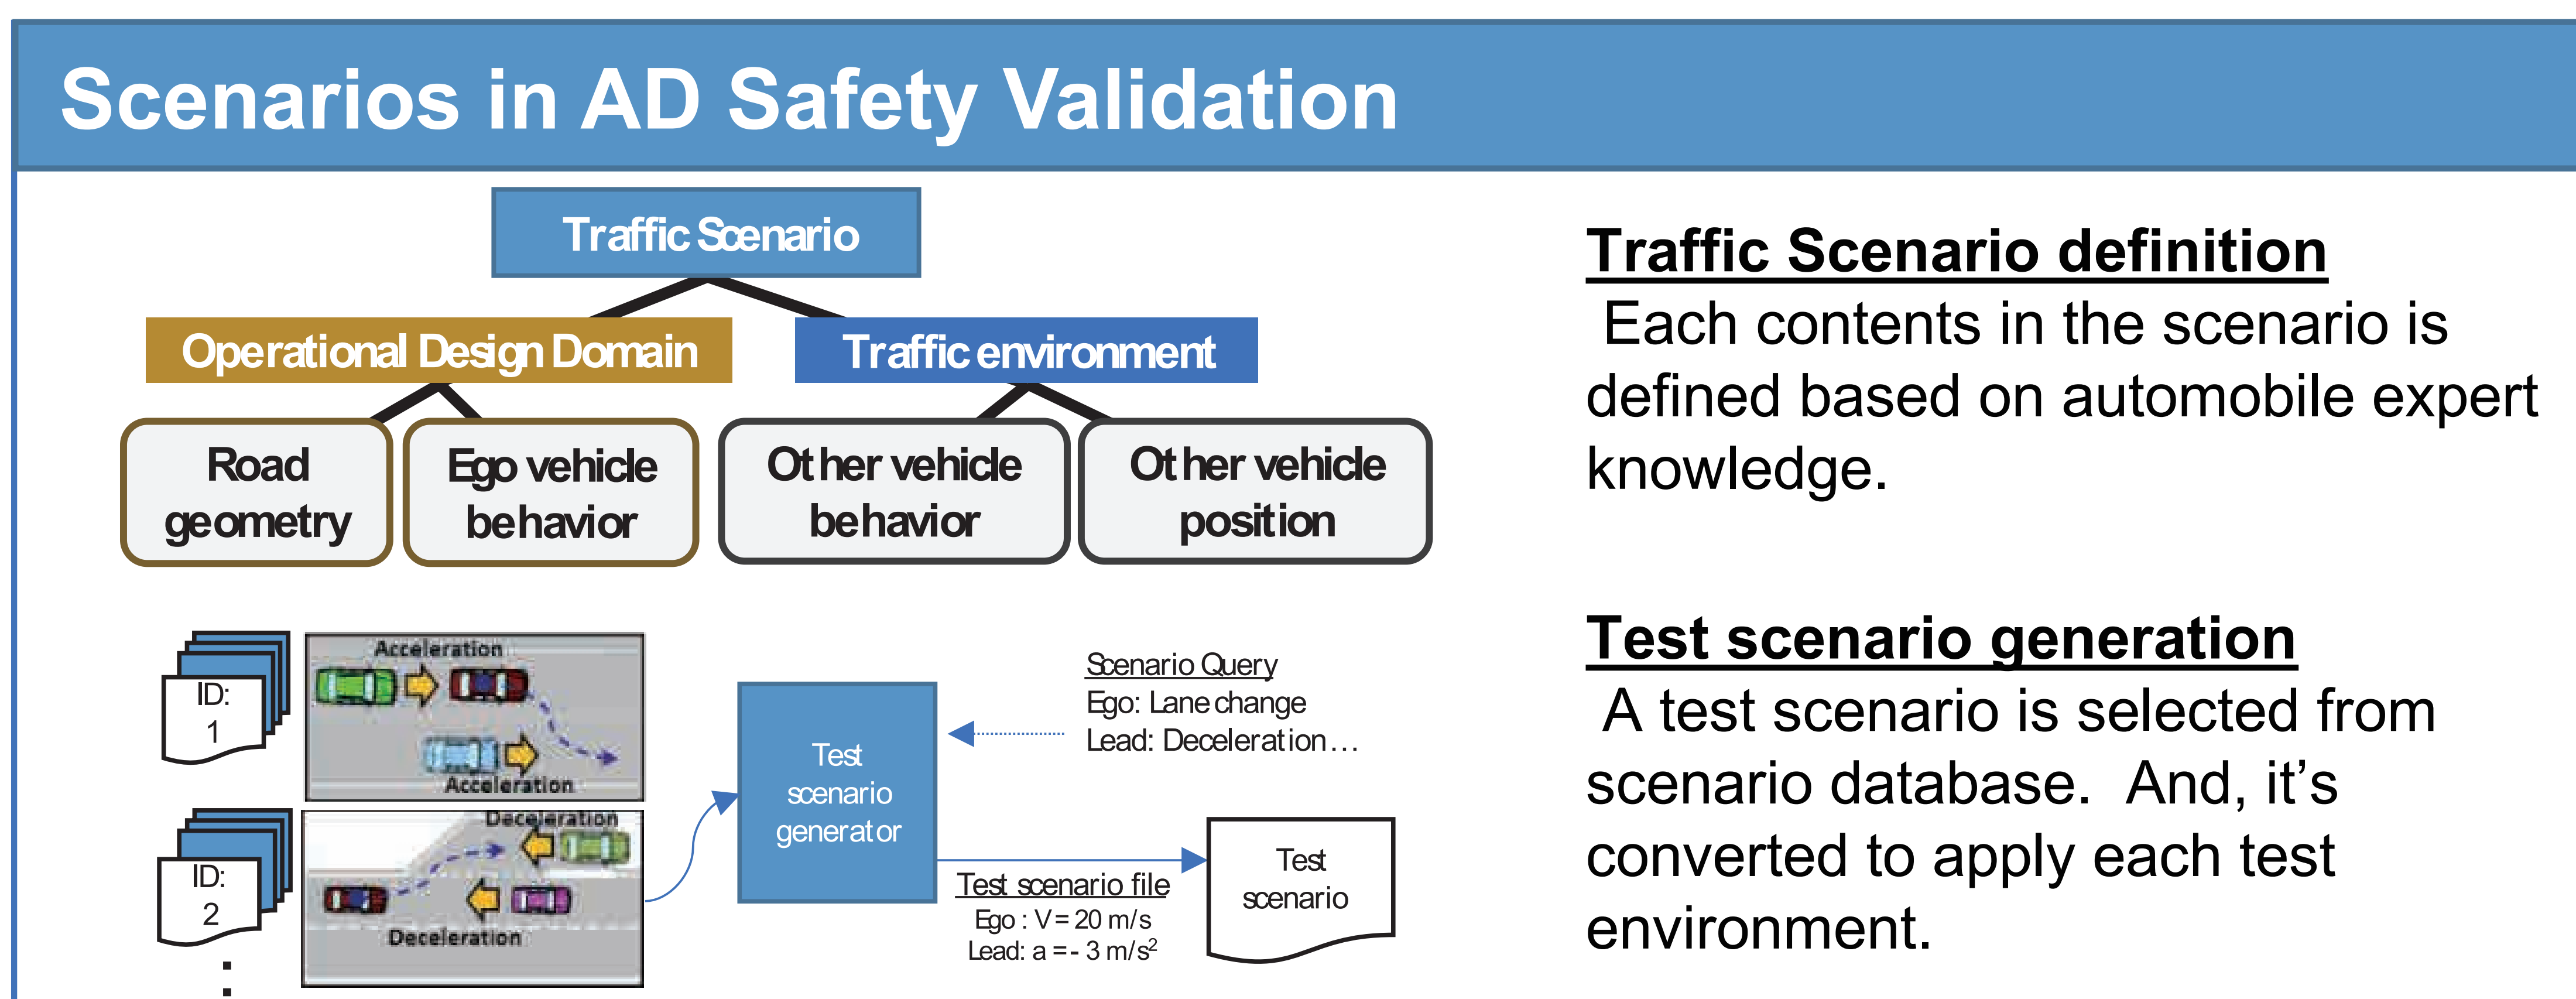 Scenarios in AD Safety Validation
Traffic Scenario
Operational Design Domain
Traffic environment
Road
geometry
Ego vehicle
behavior
Other vehicle
behavior
Other vehicle
position
Traffic Scenario definition
Each contents in the scenario is
defined based on automobile expert
knowledge.
ID:
1
Acceleration
Acceleration
ID:
2
Deceleration
Deceleration
Test
scenario
generator
Scenario Query
Ego: Lane change
Lead: Deceleration...
Test scenario file
Ego : V = 20 m/s
Lead: a = - 3 m/s²
Test
scenario
Test scenario generation
A test scenario is selected from
scenario database.  And, it’s
converted to apply each test
environment.